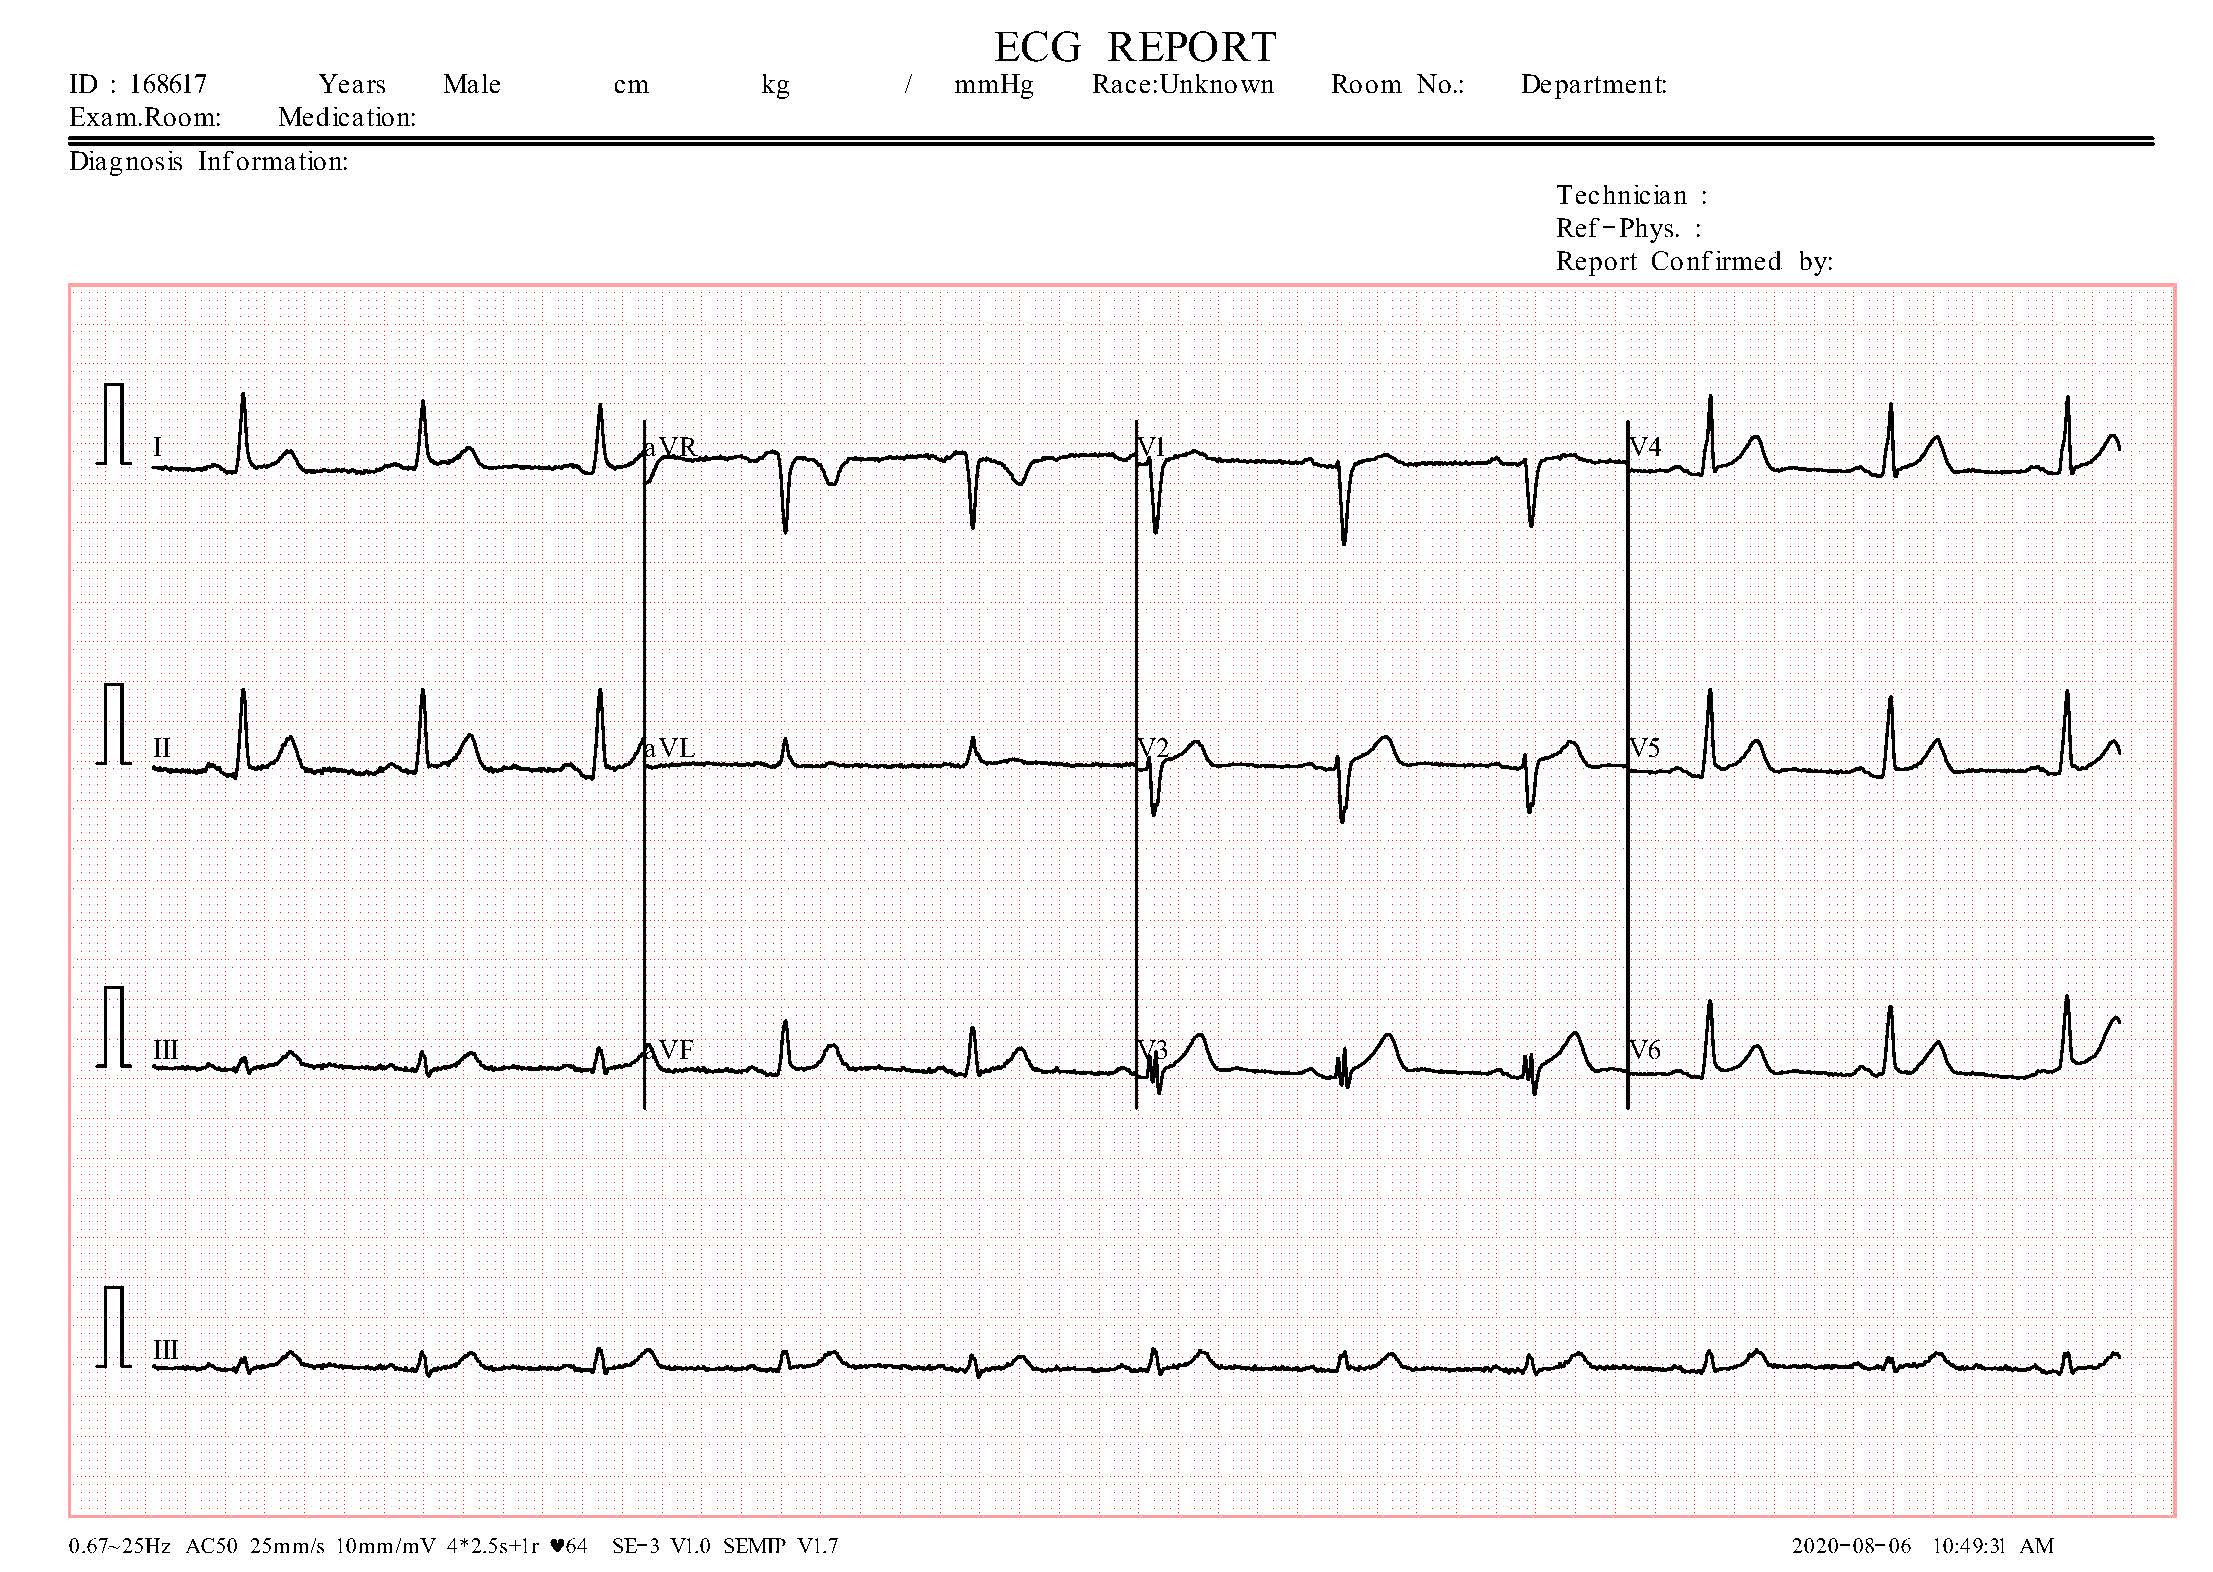 ECG REPORT
ID : 168617 Years Male cm kg / mmHg Race:Unknown Room No.: Department:
Exam.Room: Medication:
Diagnosis Information:
Technician :
Ref-Phys. :
Report Confirmed by:
I aVR V1 V4
II aVL V2 V5
III aVF V3 V6
III
0.67~25Hz AC50 25mm/s 10mm/mV 4*2.5s+1r ♥64 SE-3 V1.0 SEMIP V1.7 2020-08-06 10:49:31 AM